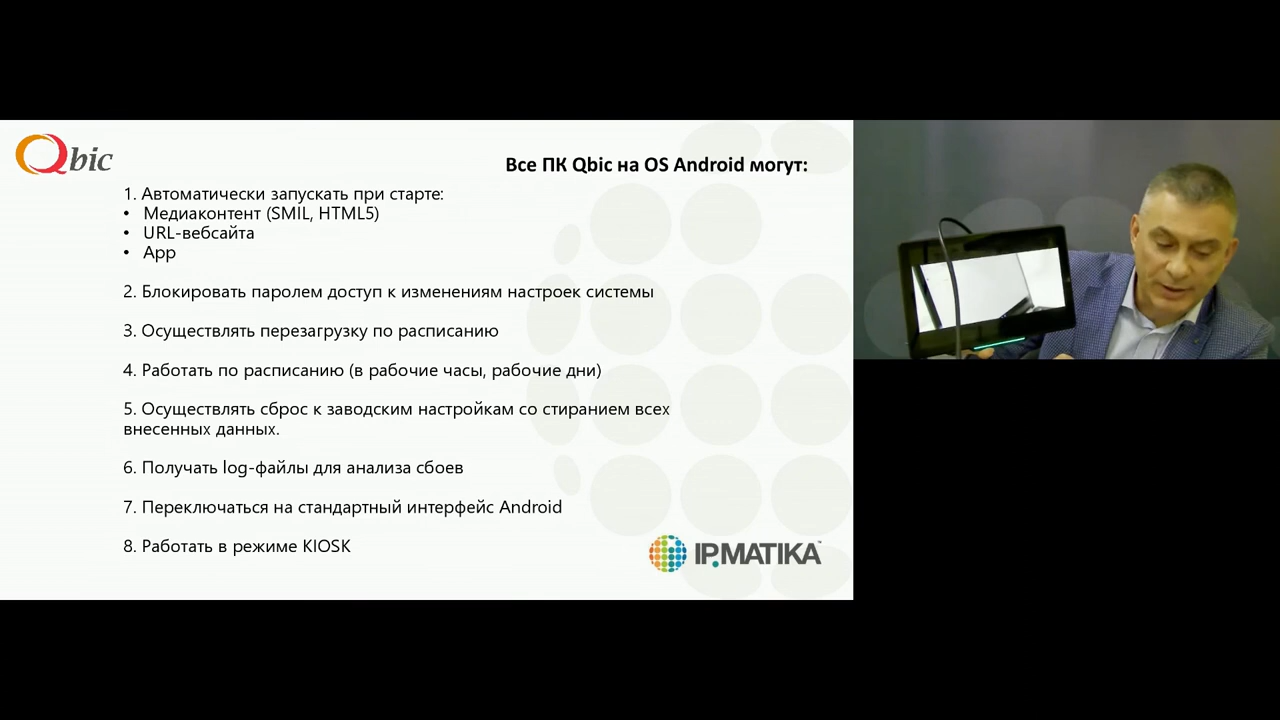 Qbic
Все ПК Qbic на OS Android могут:
1. Автоматически запускать при старте:
• Медиаконтент (SMIL, HTML5)
• URL-вебсайта
• App
2. Блокировать паролем доступ к изменениям настроек системы
3. Осуществлять перезагрузку по расписанию
4. Работать по расписанию (в рабочие часы, рабочие дни)
5. Осуществлять сброс к заводским настройкам со стиранием всех
внесенных данных.
6. Получать log-файлы для анализа сбоев
7. Переключаться на стандартный интерфейс Android
8. Работать в режиме KIOSK
IPMATIKA™